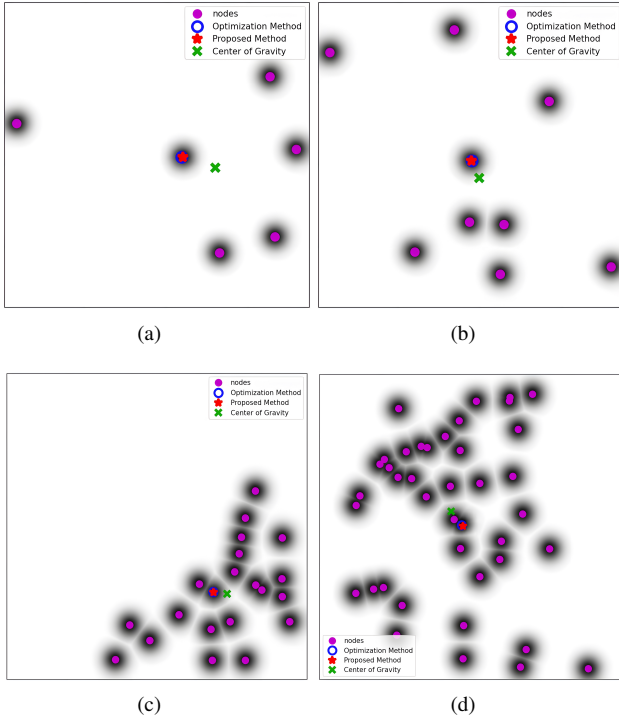 nodes
Optimization Method
Proposed Method
Center of Gravity
nodes
Optimization Method
Proposed Method
Center of Gravity
(a)
(b)
nodes
Optimization Method
Proposed Method
Center of Gravity
nodes
Optimization Method
Proposed Method
Center of Gravity
(c)
(d)